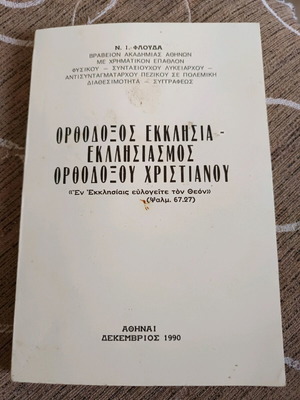 Ν. Ι. ΦΛΟΥΔΑ
ΒΡΑΒΕΙΟΝ ΑΚΑΔΗΜΙΑΣ ΑΘΗΝΩΝ
ΜΕ ΧΡΗΜΑΤΙΚΟΝ ΕΠΑΘΛΟΝ
ΦΥΣΙΚΟΥ – ΣΥΝΤΑΞΙΟΥΧΟΥ ΛΥΚΕΙΑΡΧΟΥ –
ΑΝΤΙΣΥΝΤΑΓΜΑΤΑΡΧΟΥ ΠΕΖΙΚΟΥ ΣΕ ΠΟΛΕΜΙΚΗ
ΔΙΑΘΕΣΙΜΟΤΗΤΑ – ΣΥΓΓΡΑΦΕΩΣ
ΟΡΘΟΔΟΞΟΣ ΕΚΚΛΗΣΙΑ -
ΕΚΛΛΗΣΙΑΣΜΟΣ
ΟΡΘΟΔΟΞΟΥ ΧΡΙΣΤΙΑΝΟΥ
«Ἐν Ἐκκλησίαις εὐλογεῖτε τὸν Θεόν»
(Ψαλμ. 67.27)
ΑΘΗΝΑΙ
ΔΕΚΕΜΒΡΙΟΣ 1990